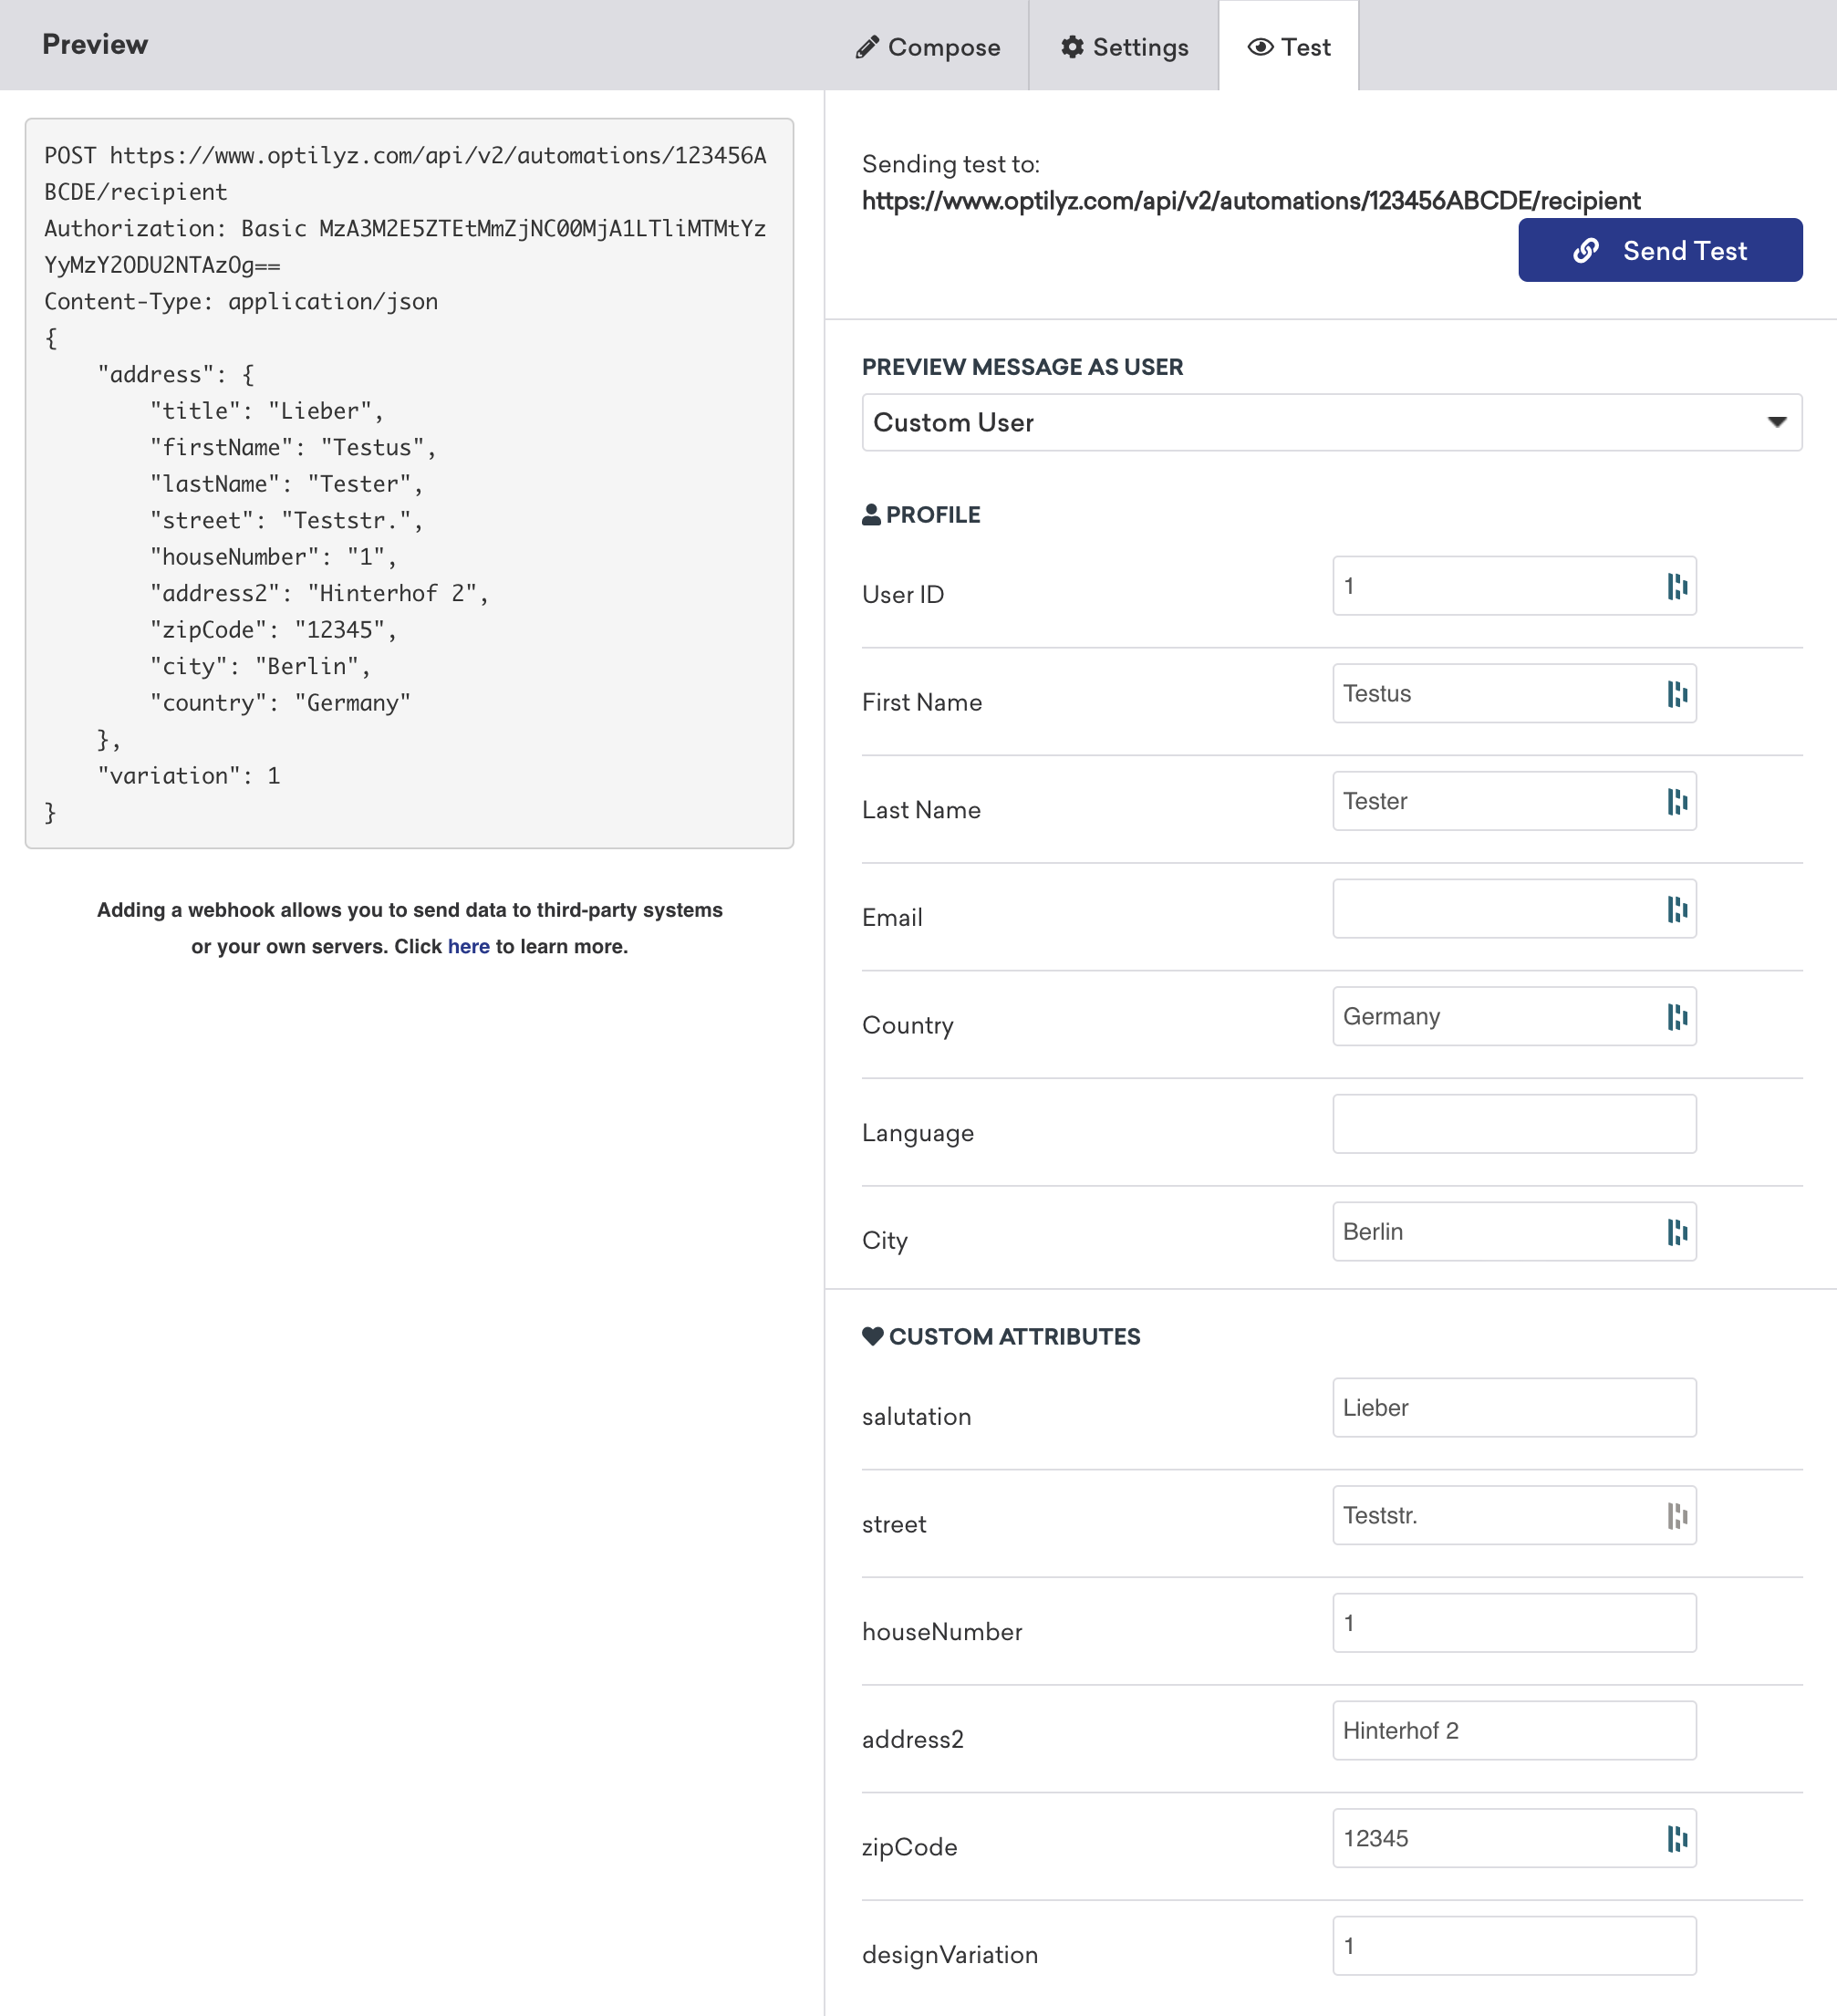 Preview
Compose
Settings
Test
POST https://www.optilyz.com/api/v2/automations/123456A
BCDE/recipient
Authorization: Basic MzA3M2E5ZTEtMmZjNC00MjA1LTliMTMtYz
YyMzY2ODU2NTAzOg==
Content-Type: application/json
{
    "address": {
        "title": "Lieber",
        "firstName": "Testus",
        "lastName": "Tester",
        "street": "Teststr.",
        "houseNumber": "1",
        "address2": "Hinterhof 2",
        "zipCode": "12345",
        "city": "Berlin",
        "country": "Germany"
    },
    "variation": 1
}
Adding a webhook allows you to send data to third-party systems
or your own servers. Click here to learn more.
Sending test to:
https://www.optilyz.com/api/v2/automations/123456ABCDE/recipient
Send Test
PREVIEW MESSAGE AS USER
Custom User
PROFILE
User ID 1
First Name Testus
Last Name Tester
Email
Country Germany
Language
City Berlin
CUSTOM ATTRIBUTES
salutation Lieber
street Teststr.
houseNumber 1
address2 Hinterhof 2
zipCode 12345
designVariation 1